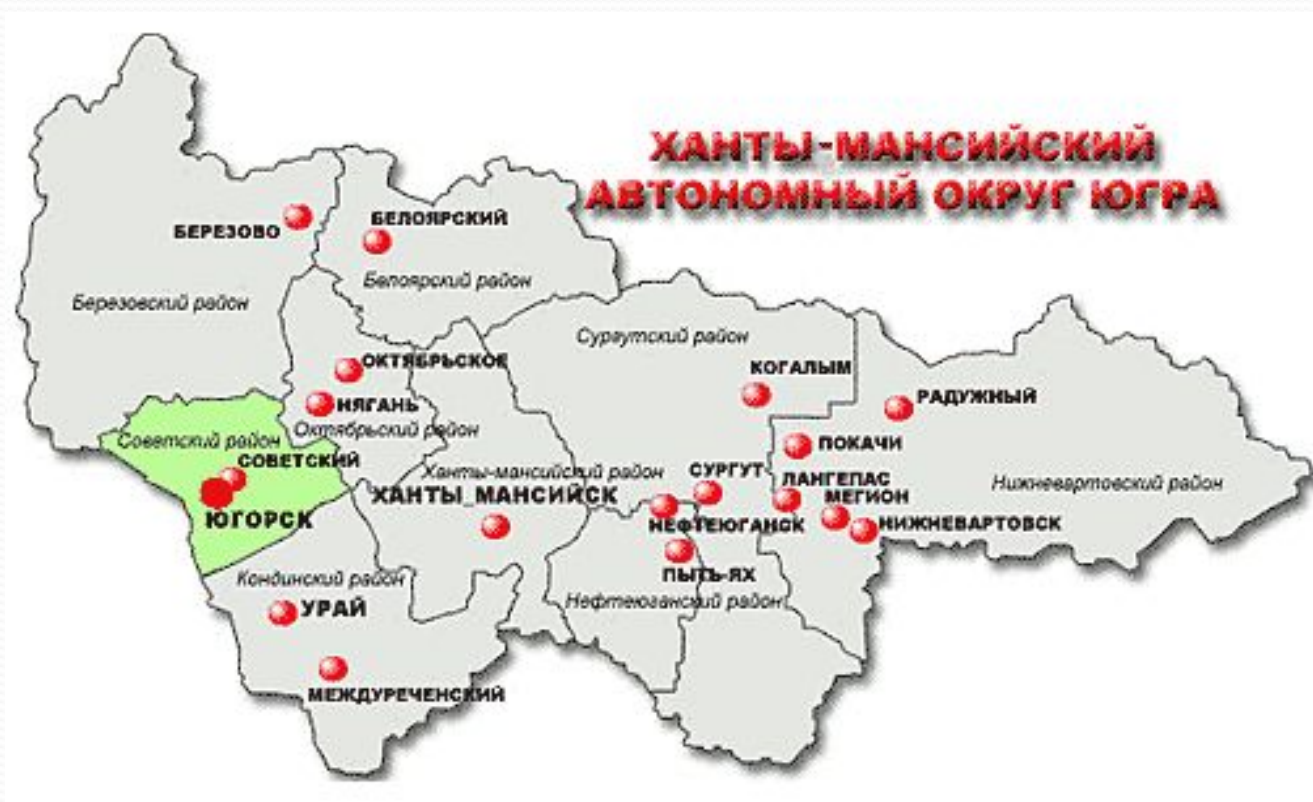 ХАНТЫ-МАНСИЙСКИЙ
АВТОНОМНЫЙ ОКРУГ ЮГРА
БЕРЕЗОВО
БЕЛОЯРСКИЙ
Белоярский район
Березовский район
Сургутский район
ОКТЯБРЬСКОЕ
КОГАЛЫМ
РАДУЖНЫЙ
НЯГАНЬ
Октябрьский район
Советский район
ПОКАЧИ
СОВЕТСКИЙ
Ханты-мансийский район
СУРГУТ
ЛАНГЕПАС
Нижневартовский район
ХАНТЫ_МАНСИЙСК
МЕГИОН
ЮГОРСК
НЕФТЕЮГАНСК
НИЖНЕВАРТОВСК
ПЫТЬ-ЯХ
Кондинский район
Нефтеюганский район
УРАЙ
МЕЖДУРЕЧЕНСКИЙ